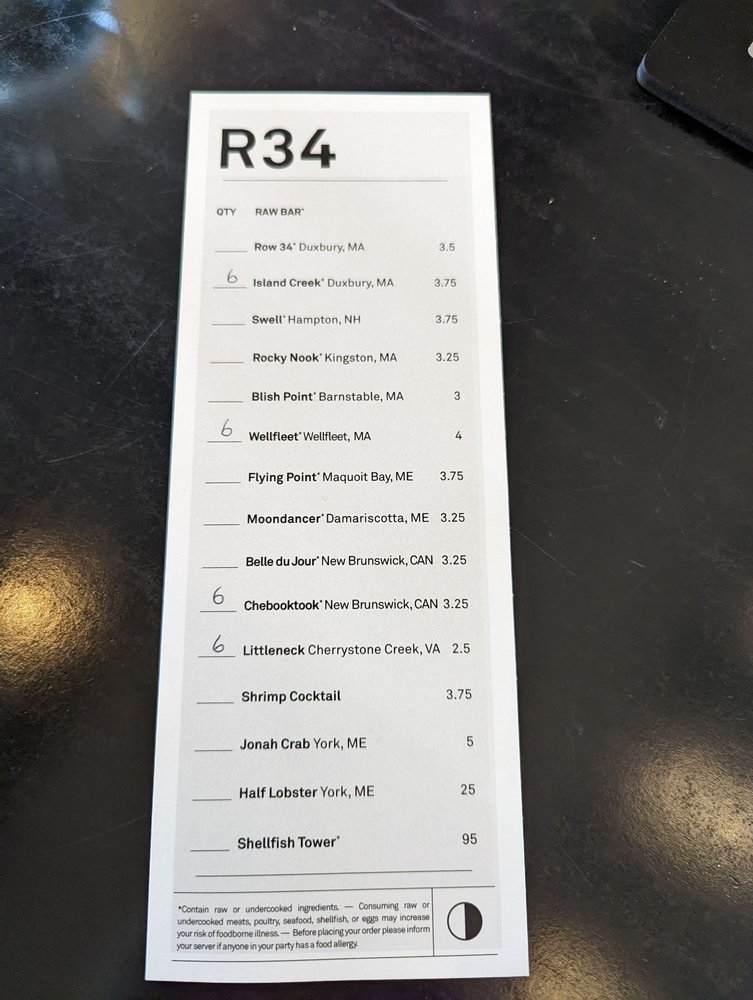 R34
QTY RAW BAR*
Row 34* Duxbury, MA 3.5
6 Island Creek* Duxbury, MA 3.75
Swell* Hampton, NH 3.75
Rocky Nook* Kingston, MA 3.25
Blish Point* Barnstable, MA 3
6 Wellfleet* Wellfleet, MA 4
Flying Point* Maquoit Bay, ME 3.75
Moondancer* Damariscotta, ME 3.25
Belle du Jour* New Brunswick, CAN 3.25
6 Chebooktook* New Brunswick, CAN 3.25
6 Littleneck Cherrystone Creek, VA 2.5
Shrimp Cocktail 3.75
Jonah Crab York, ME 5
Half Lobster York, ME 25
Shellfish Tower* 95
*Contain raw or undercooked ingredients. — Consuming raw or
undercooked meats, poultry, seafood, shellfish, or eggs may increase
your risk of foodborne illness. — Before placing your order please inform
your server if anyone in your party has a food allergy.